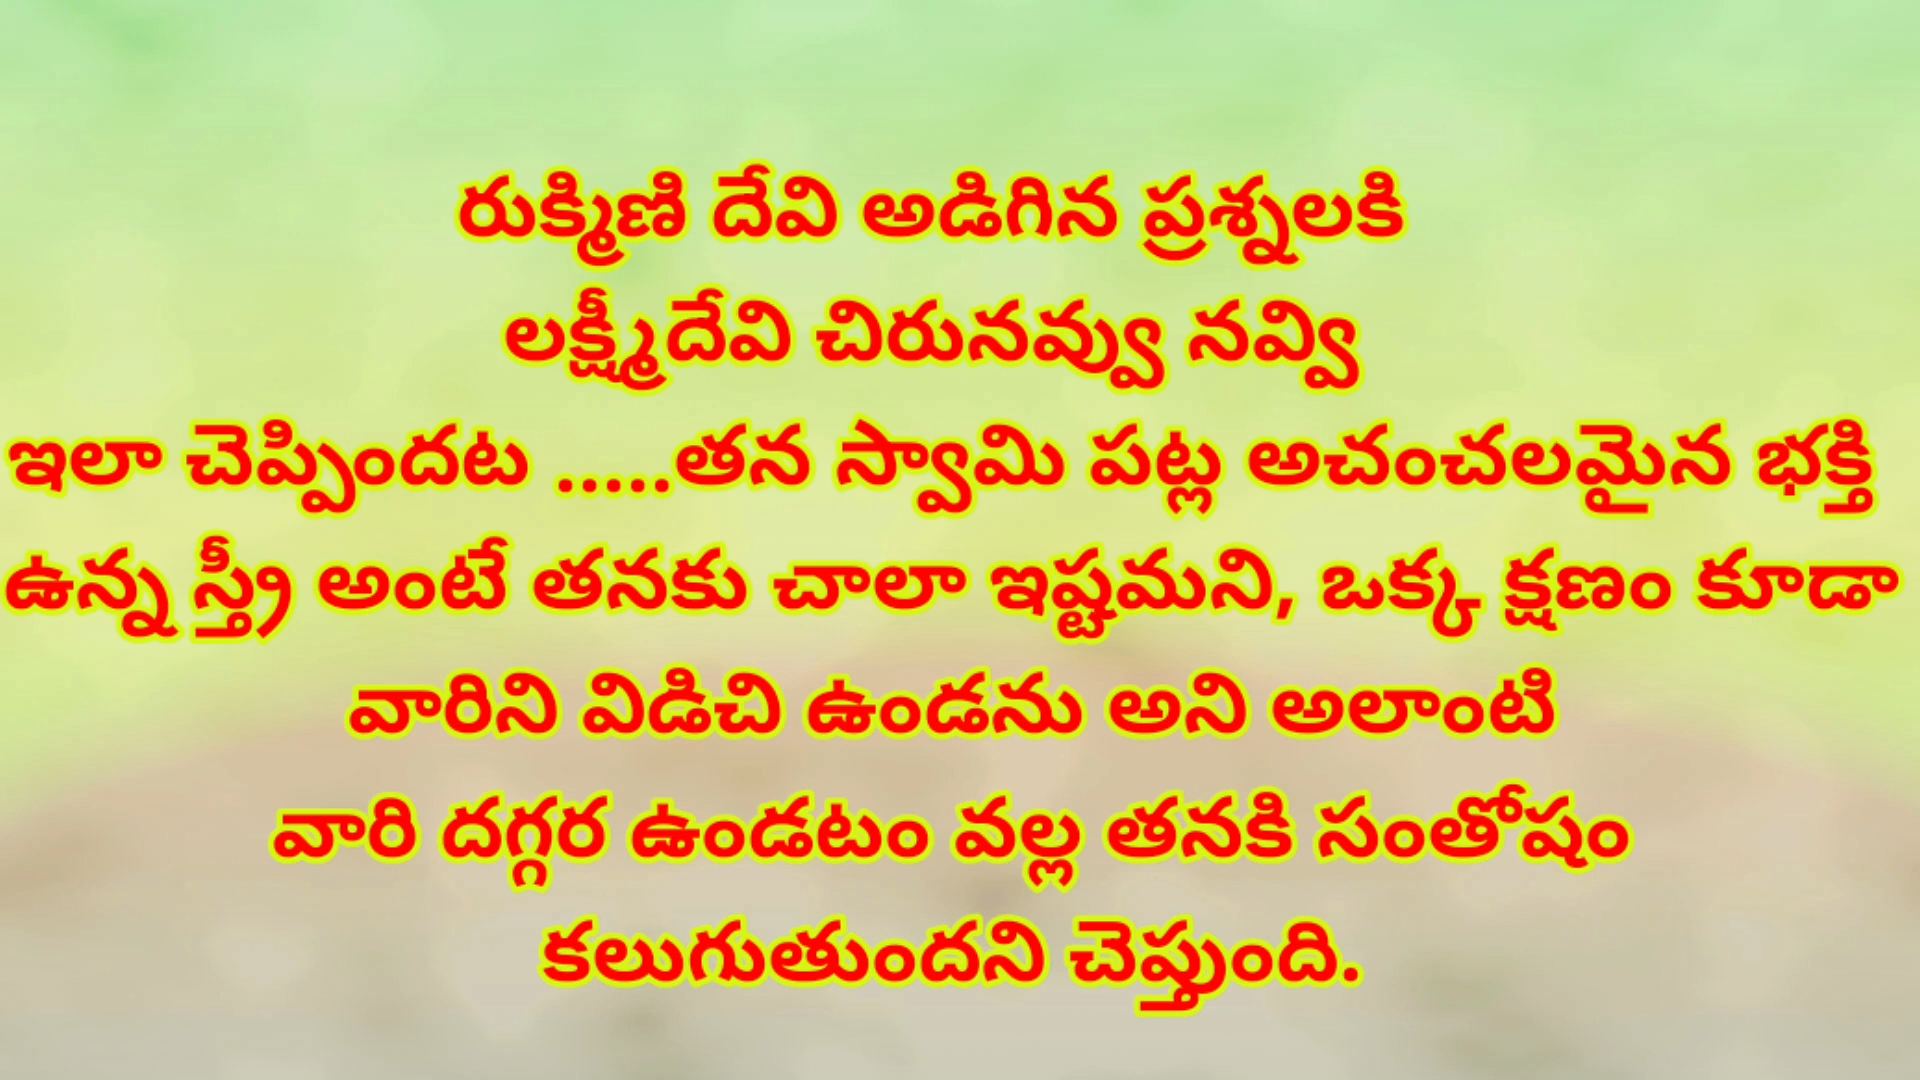 రుక్మిణి దేవి అడిగిన ప్రశ్నలకి
లక్ష్మీదేవి చిరునవ్వు నవ్వి
ఇలా చెప్పిందట .....తన స్వామి పట్ల అచంచలమైన భక్తి
ఉన్న స్త్రీ అంటే తనకు చాలా ఇష్టమని, ఒక్క క్షణం కూడా
వారిని విడిచి ఉండను అని అలాంటి
వారి దగ్గర ఉండటం వల్ల తనకి సంతోషం
కలుగుతుందని చెప్తుంది.